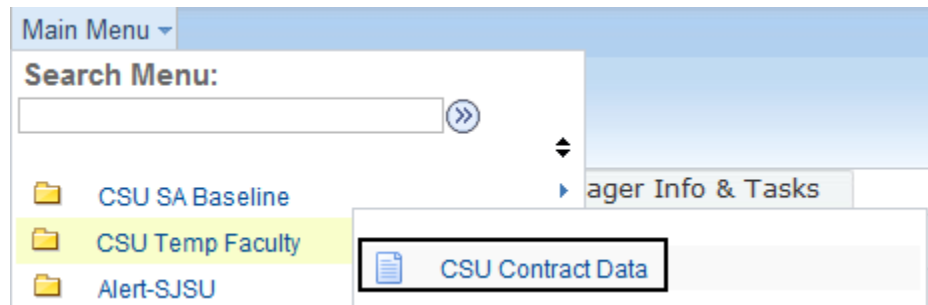 Main Menu
Search Menu:
CSU SA Baseline
ager Info & Tasks
CSU Temp Faculty
CSU Contract Data
Alert-SJSU